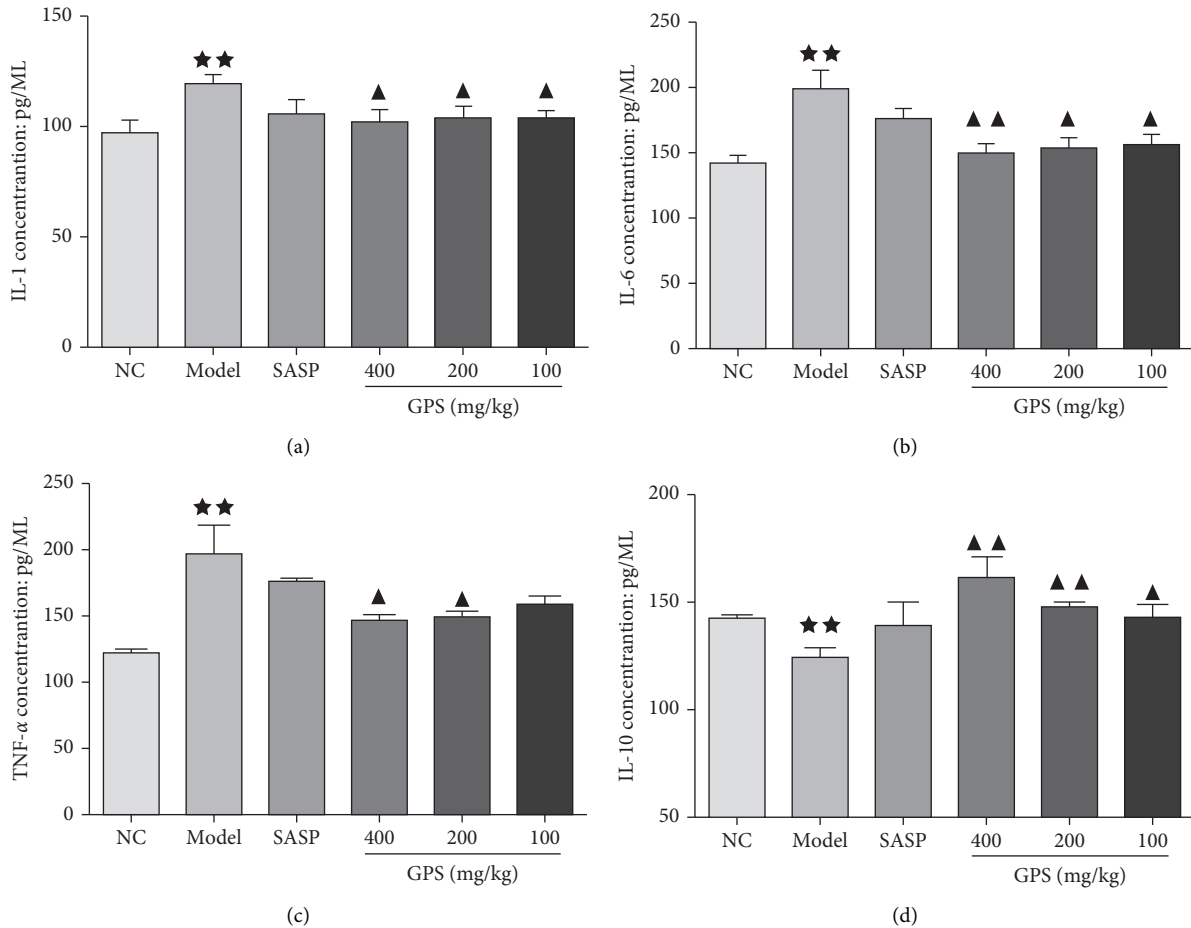 150
100
50
0
IL-1 concentrantion: pg/ML
NC Model SASP 400 200 100
GPS (mg/kg)
(a)
250
200
150
100
50
0
IL-6 concentrantion: pg/ML
NC Model SASP 400 200 100
GPS (mg/kg)
(b)
250
200
150
100
50
0
TNF-α concentrantion: pg/ML
NC Model SASP 400 200 100
GPS (mg/kg)
(c)
200
150
100
50
IL-10 concentrantion: pg/ML
NC Model SASP 400 200 100
GPS (mg/kg)
(d)